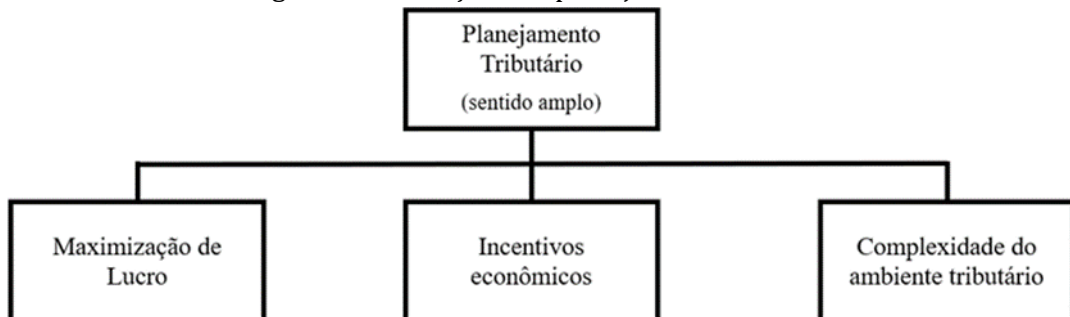 Planejamento
Tributário
(sentido amplo)
Maximização de
Lucro
Incentivos
econômicos
Complexidade do
ambiente tributário